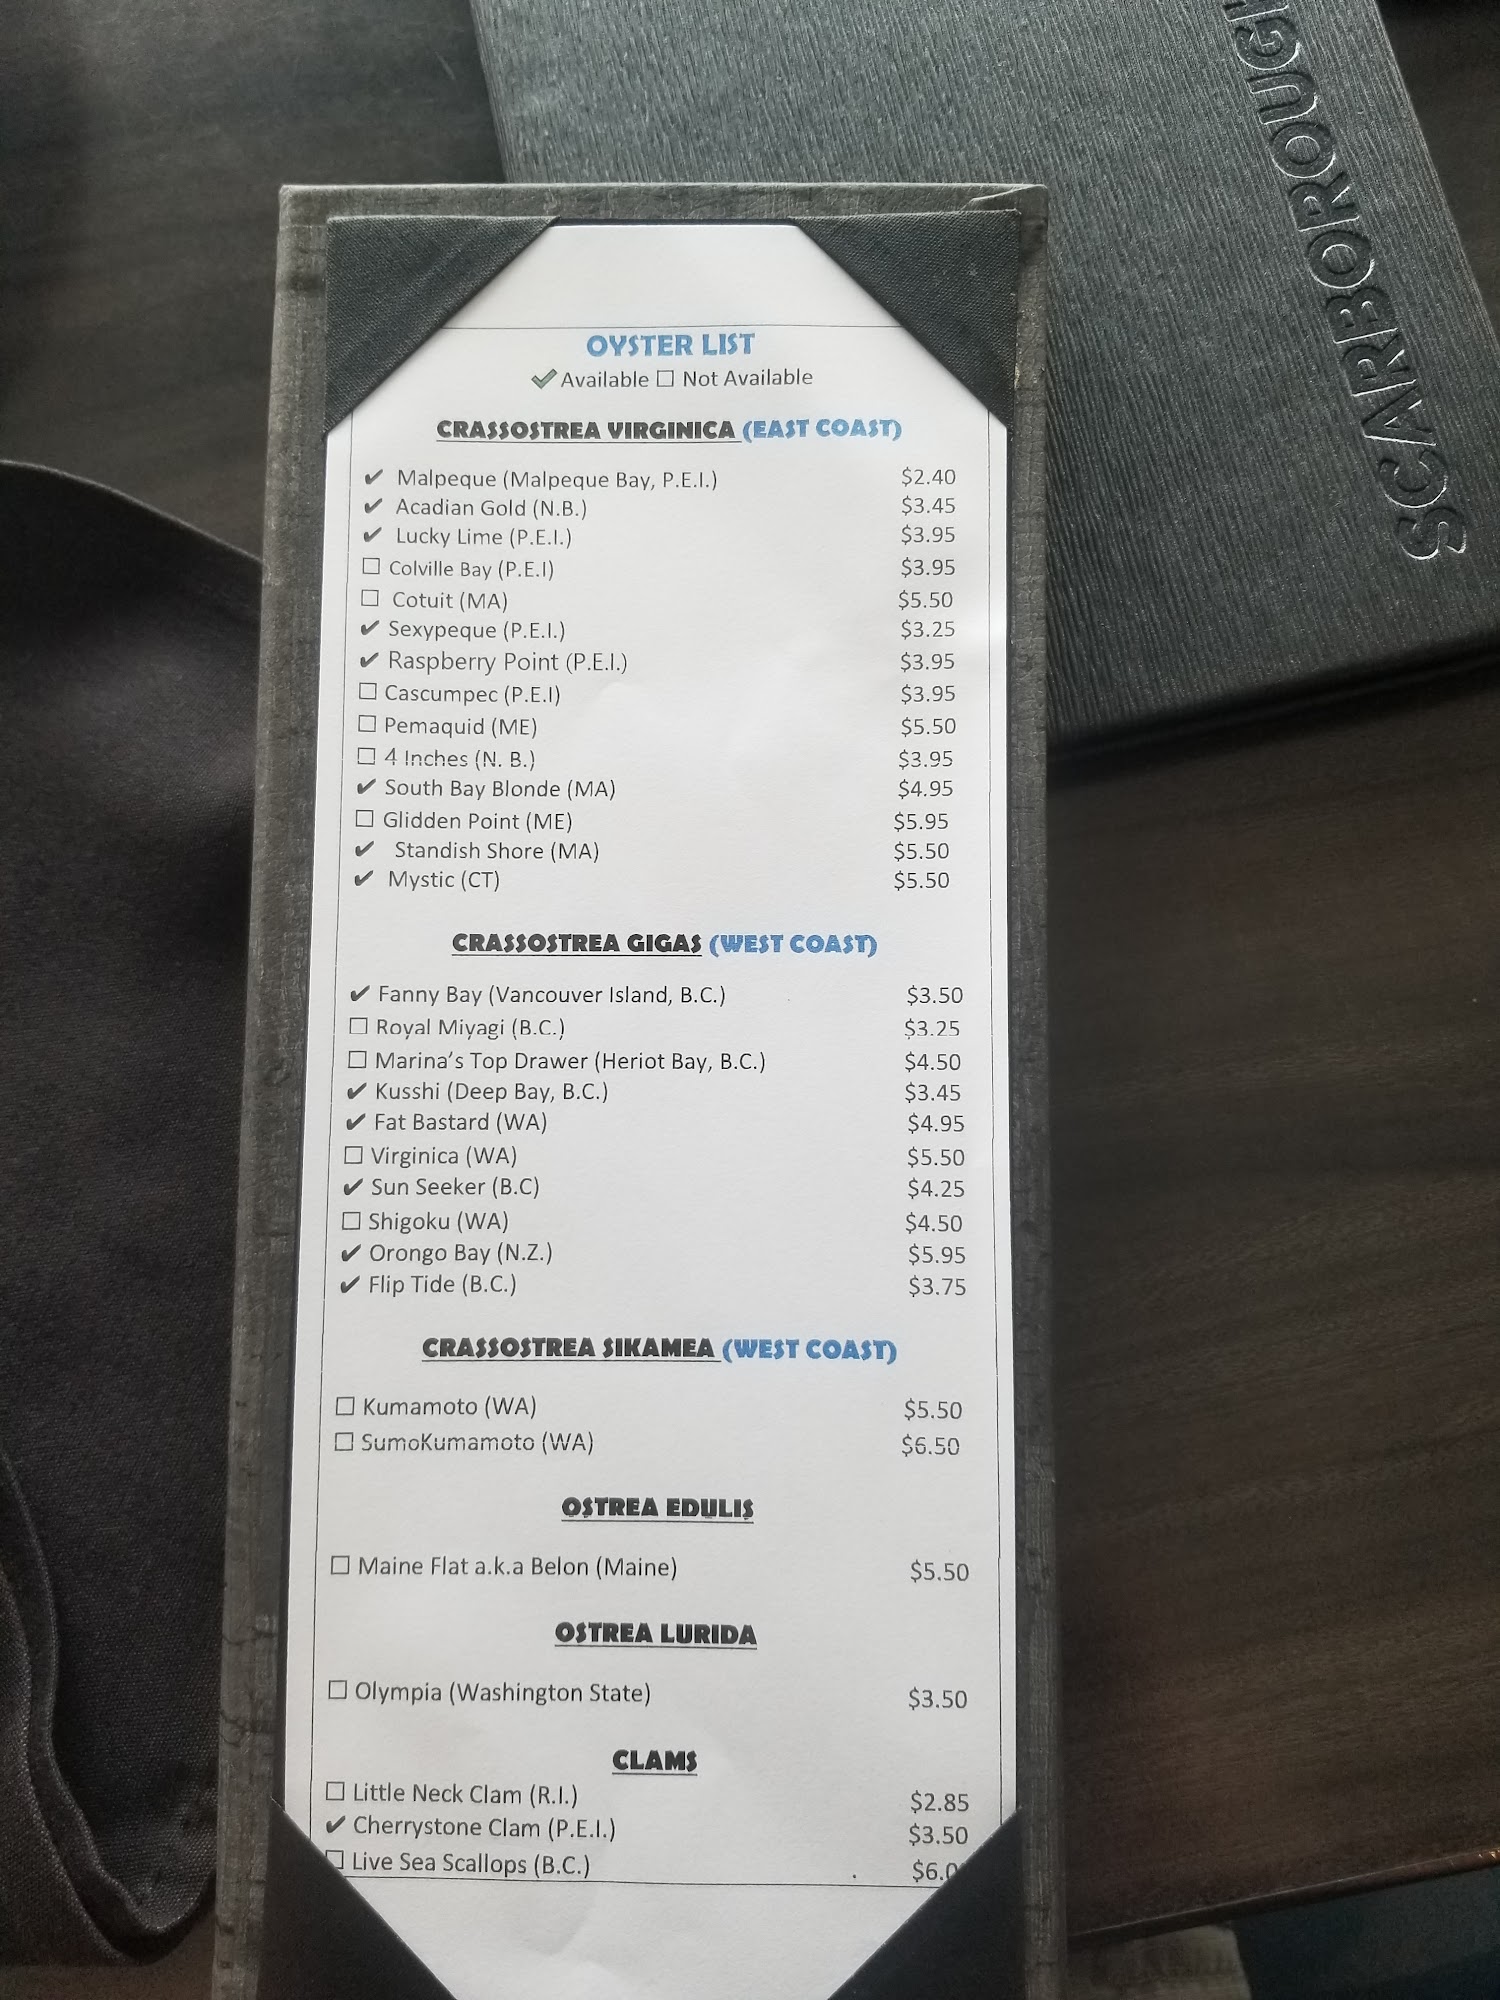 SCARBOROUG
OYSTER LIST
✔ Available ☐ Not Available
CRASSOSTREA VIRGINICA (EAST COAST)
✔ Malpeque (Malpeque Bay, P.E.I.) $2.40
✔ Acadian Gold (N.B.) $3.45
✔ Lucky Lime (P.E.I.) $3.95
☐ Colville Bay (P.E.I) $3.95
☐ Cotuit (MA) $5.50
✔ Sexypeque (P.E.I.) $3.25
✔ Raspberry Point (P.E.I.) $3.95
☐ Cascumpec (P.E.I) $3.95
☐ Pemaquid (ME) $5.50
☐ 4 Inches (N. B.) $3.95
✔ South Bay Blonde (MA) $4.95
☐ Glidden Point (ME) $5.95
✔ Standish Shore (MA) $5.50
✔ Mystic (CT) $5.50
CRASSOSTREA GIGAS (WEST COAST)
✔ Fanny Bay (Vancouver Island, B.C.) $3.50
☐ Royal Miyagi (B.C.) $3.25
☐ Marina's Top Drawer (Heriot Bay, B.C.) $4.50
✔ Kusshi (Deep Bay, B.C.) $3.45
✔ Fat Bastard (WA) $4.95
☐ Virginica (WA) $5.50
✔ Sun Seeker (B.C) $4.25
☐ Shigoku (WA) $4.50
✔ Orongo Bay (N.Z.) $5.95
✔ Flip Tide (B.C.) $3.75
CRASSOSTREA SIKAMEA (WEST COAST)
☐ Kumamoto (WA) $5.50
☐ SumoKumamoto (WA) $6.50
OSTREA EDULIS
☐ Maine Flat a.k.a Belon (Maine) $5.50
OSTREA LURIDA
☐ Olympia (Washington State) $3.50
CLAMS
☐ Little Neck Clam (R.I.) $2.85
✔ Cherrystone Clam (P.E.I.) $3.50
☐ Live Sea Scallops (B.C.) $6.0